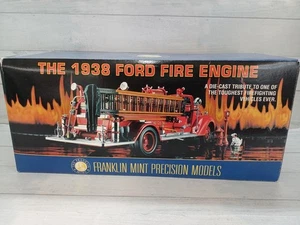 THE 1938 FORD FIRE ENGINE
A DIE-CAST TRIBUTE TO ONE OF
THE TOUGHEST FIREFIGHTING
VEHICLES EVER.
FRANKLIN MINT PRECISION MODELS